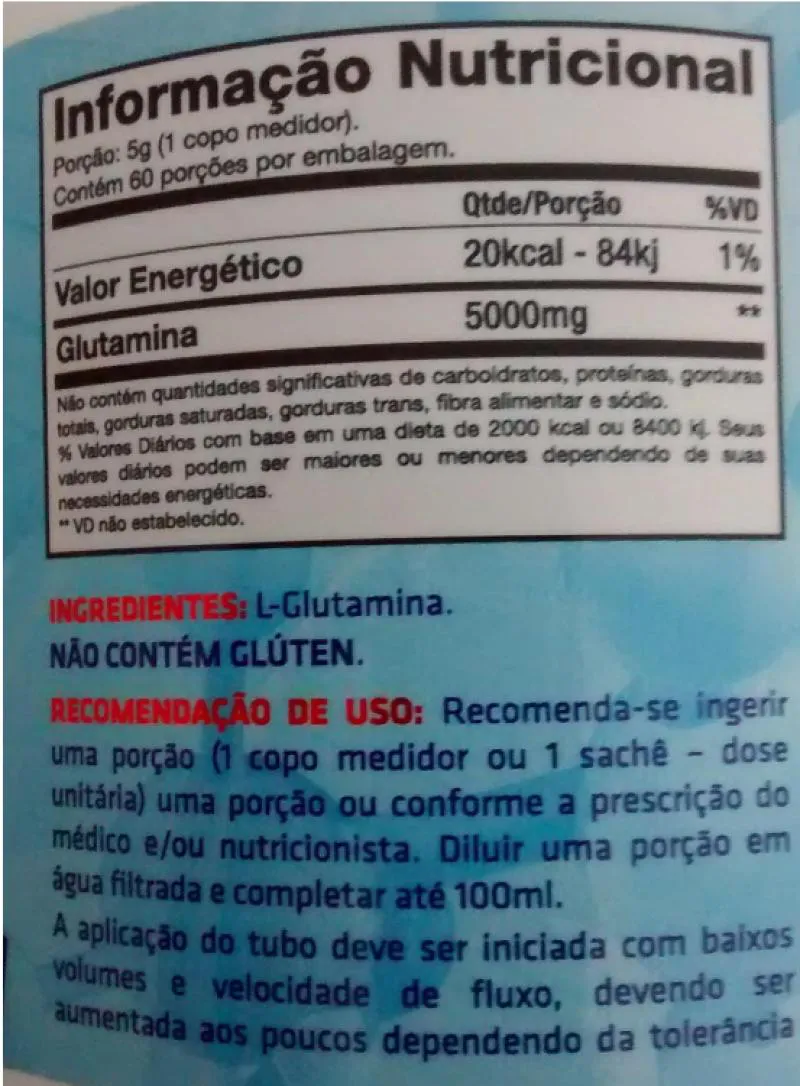 Informação Nutricional
Porção: 5g (1 copo medidor).
Contém 60 porções por embalagem.
Qtde/Porção %VD
Valor Energético 20kcal - 84kj 1%
Glutamina 5000mg **
Não contém quantidades significativas de carboidratos, proteínas, gorduras
totais, gorduras saturadas, gorduras trans, fibra alimentar e sódio.
% Valores Diários com base em uma dieta de 2000 kcal ou 8400 kj. Seus
valores diários podem ser maiores ou menores dependendo de suas
necessidades energéticas.
** VD não estabelecido.
INGREDIENTES: L-Glutamina.
NÃO CONTÉM GLÚTEN.
RECOMENDAÇÃO DE USO: Recomenda-se ingerir
uma porção (1 copo medidor ou 1 sachê - dose
unitária) uma porção ou conforme a prescrição do
médico e/ou nutricionista. Diluir uma porção em
água filtrada e completar até 100ml.
A aplicação do tubo deve ser iniciada com baixos
volumes e velocidade de fluxo, devendo ser
aumentada aos poucos dependendo da tolerância